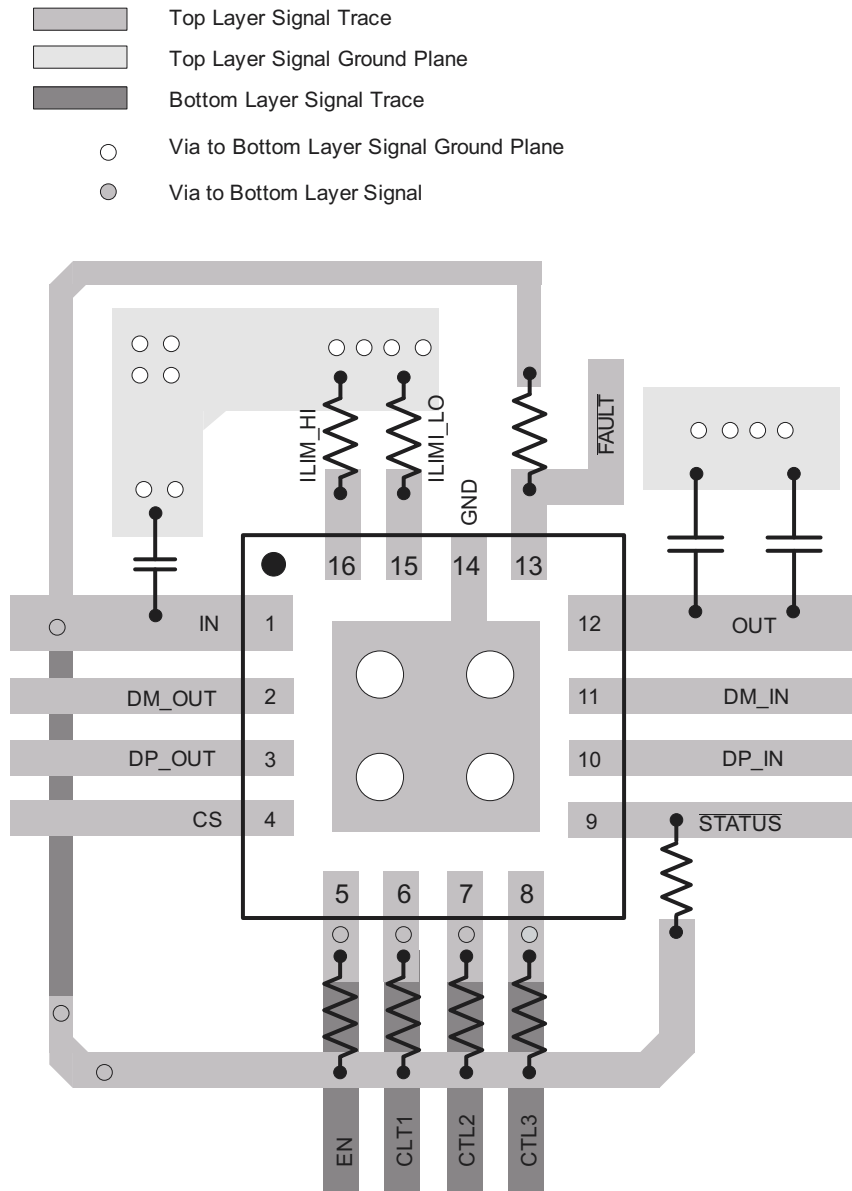 Top Layer Signal Trace
Top Layer Signal Ground Plane
Bottom Layer Signal Trace
Via to Bottom Layer Signal Ground Plane
Via to Bottom Layer Signal
ILIM_HI
ILIMI_LO
GND
FAULT
16
15
14
13
IN
1
12
OUT
DM_OUT
2
11
DM_IN
DP_OUT
3
10
DP_IN
CS
4
9
STATUS
5
6
7
8
EN
CLT1
CTL2
CTL3